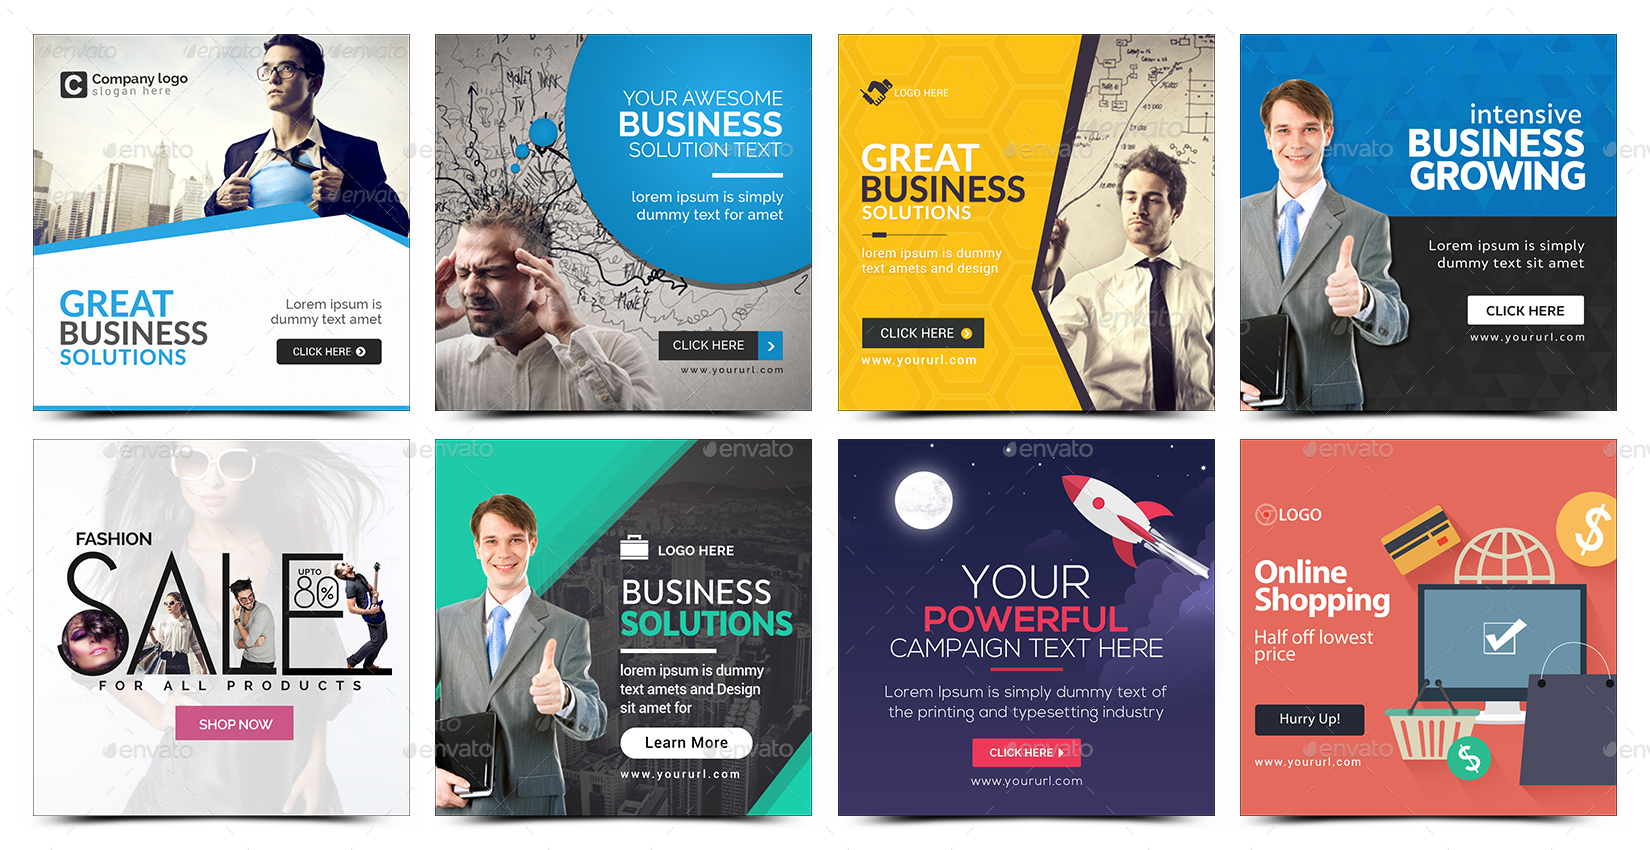 Company logo
slogan here
GREAT
BUSINESS
SOLUTIONS
Lorem ipsum is
dummy text amet
CLICK HERE
MONEY WORK
MONEY
YOUR AWESOME
BUSINESS
SOLUTION TEXT
lorem ipsum is simply
dummy text for amet
CLICK HERE
www.yoururl.com
LOGO HERE
GREAT
BUSINESS
SOLUTIONS
lorem ipsum is dummy
text amets and design
CLICK HERE
www.yoururl.com
intensive
BUSINESS
GROWING
Lorem ipsum is simply
dummy text sit amet
CLICK HERE
www.yoururl.com
FASHION
SALE
UPTO
80%
FOR ALL PRODUCTS
SHOP NOW
LOGO HERE
BUSINESS
SOLUTIONS
lorem ipsum is dummy
text amets and Design
sit amet for
Learn More
www.yoururl.com
YOUR
POWERFUL
CAMPAIGN TEXT HERE
Lorem Ipsum is simply dummy text of
the printing and typesetting industry
CLICK HERE
www.yoururl.com
LOGO
Online
Shopping
Half off lowest
price
Hurry Up!
www.yoururl.com
$
$
envato